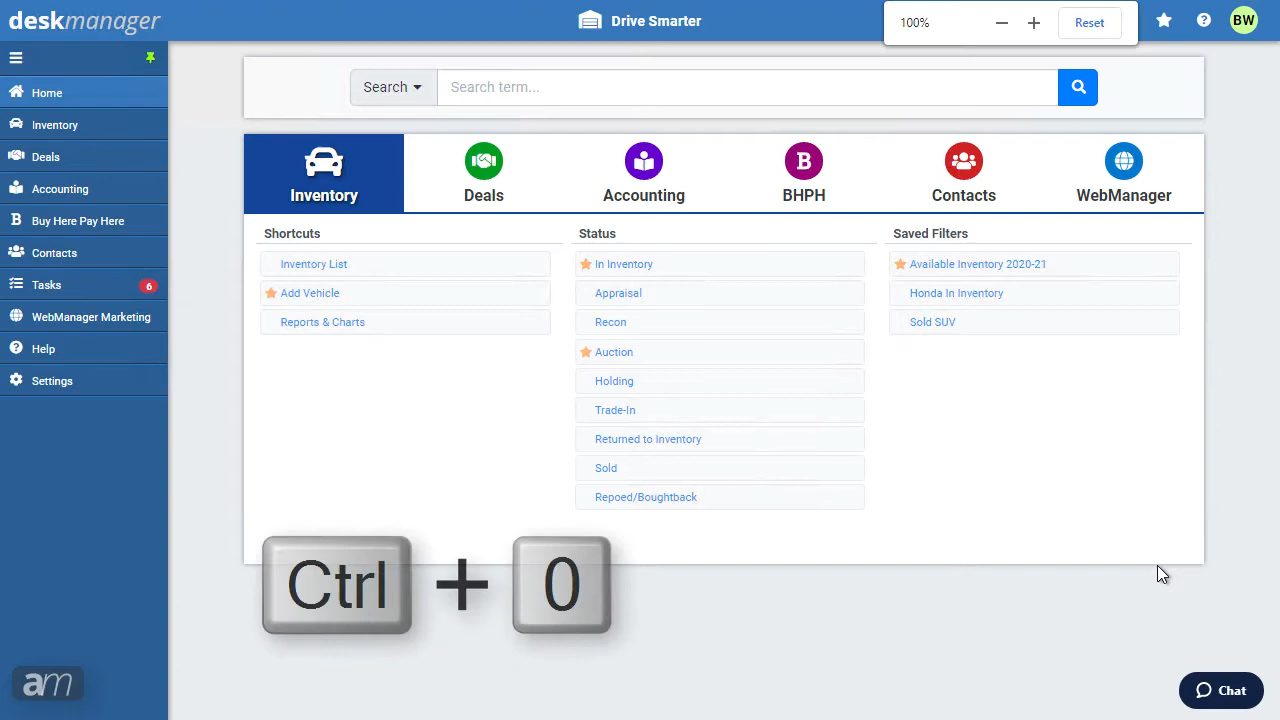 deskmanager
Drive Smarter
100%
Reset
BW
Home
Inventory
Deals
Accounting
Buy Here Pay Here
Contacts
Tasks
6
WebManager Marketing
Help
Settings
Search
Search term...
Inventory
Deals
Accounting
B
BHPH
Contacts
WebManager
Shortcuts
Inventory List
Add Vehicle
Reports & Charts
Status
In Inventory
Appraisal
Recon
Auction
Holding
Trade-In
Returned to Inventory
Sold
Repoed/Boughtback
Saved Filters
Available Inventory 2020-21
Honda In Inventory
Sold SUV
Ctrl + 0
am
Chat